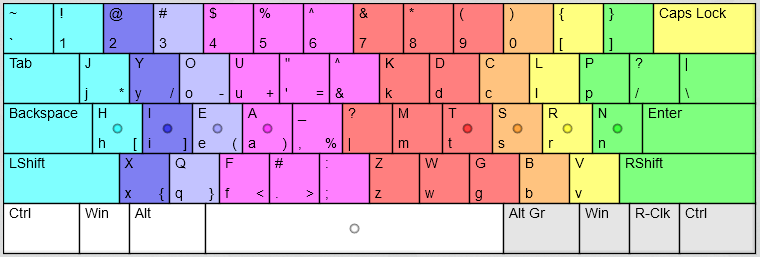 ~ ! @ # $ % ^ & * ( ) { } Caps Lock
` 1 2 3 4 5 6 7 8 9 0 [ ]
Tab J Y O U " ^ K D C L P ? |
j * y / o - u + ' = & k d c l p / \
Backspace H I E A _ ? M T S R N Enter
h [ i ] e ( a ) , % | m t s r n
LShift X Q F # : Z W G B V RShift
x { q } f < . > ; z w g b v
Ctrl Win Alt Alt Gr Win R-Clk Ctrl